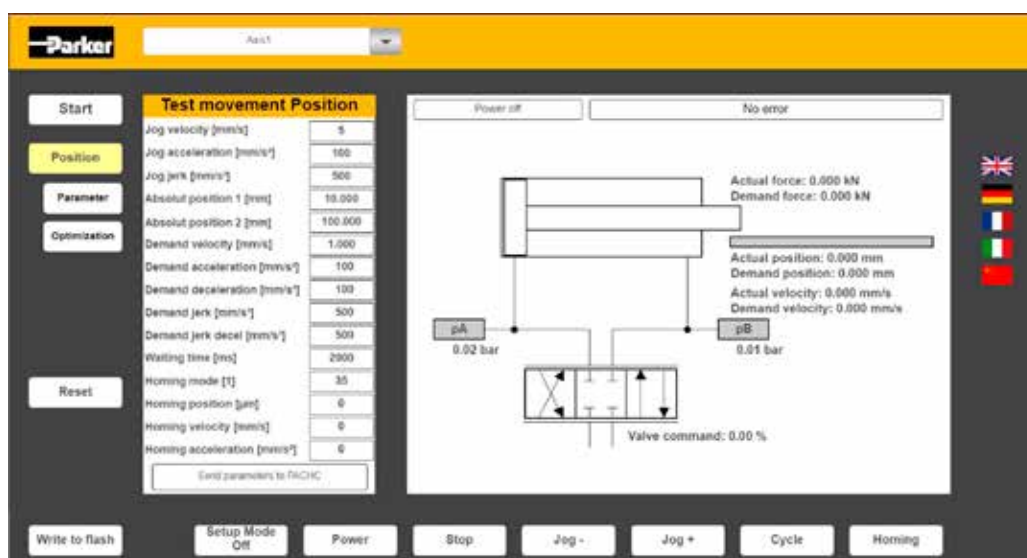 Parker
Axis1
Start
Position
Parameter
Optimization
Reset
Test movement Position
Jog velocity [mm/s] 5
Jog acceleration [mm/s²] 100
Jog jerk [mm/s³] 500
Absolut position 1 [mm] 10.000
Absolut position 2 [mm] 100.000
Demand velocity [mm/s] 1.000
Demand acceleration [mm/s²] 100
Demand deceleration [mm/s²] 100
Demand jerk [mm/s³] 500
Demand jerk decel [mm/s³] 500
Waiting time [ms] 2000
Homing mode [1] 35
Homing position [µm] 0
Homing velocity [mm/s] 0
Homing acceleration [mm/s²] 0
Send parameters to PACHC
Power off
No error
Actual force: 0.000 kN
Demand force: 0.000 kN
Actual position: 0.000 mm
Demand position: 0.000 mm
Actual velocity: 0.000 mm/s
Demand velocity: 0.000 mm/s
pA
0.02 bar
pB
0.01 bar
Valve command: 0.00 %
Write to flash
Setup Mode
Off
Power
Stop
Jog -
Jog +
Cycle
Homing